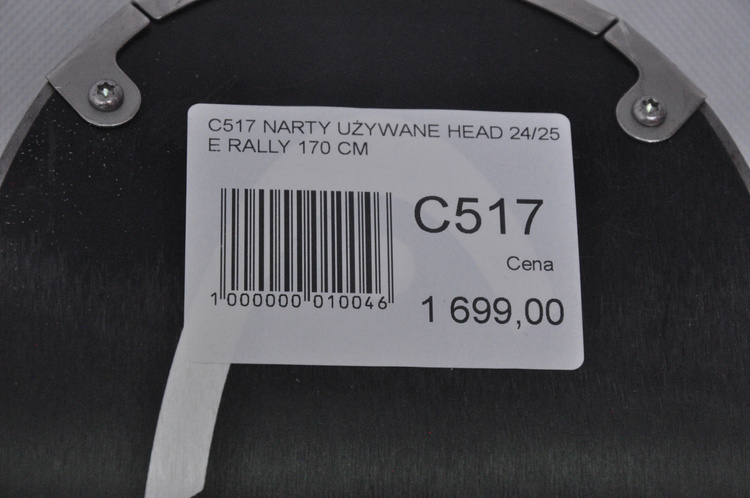 C517 NARTY UŻYWANE HEAD 24/25
E RALLY 170 CM
C517
Cena
1 000000 010046
1 699,00